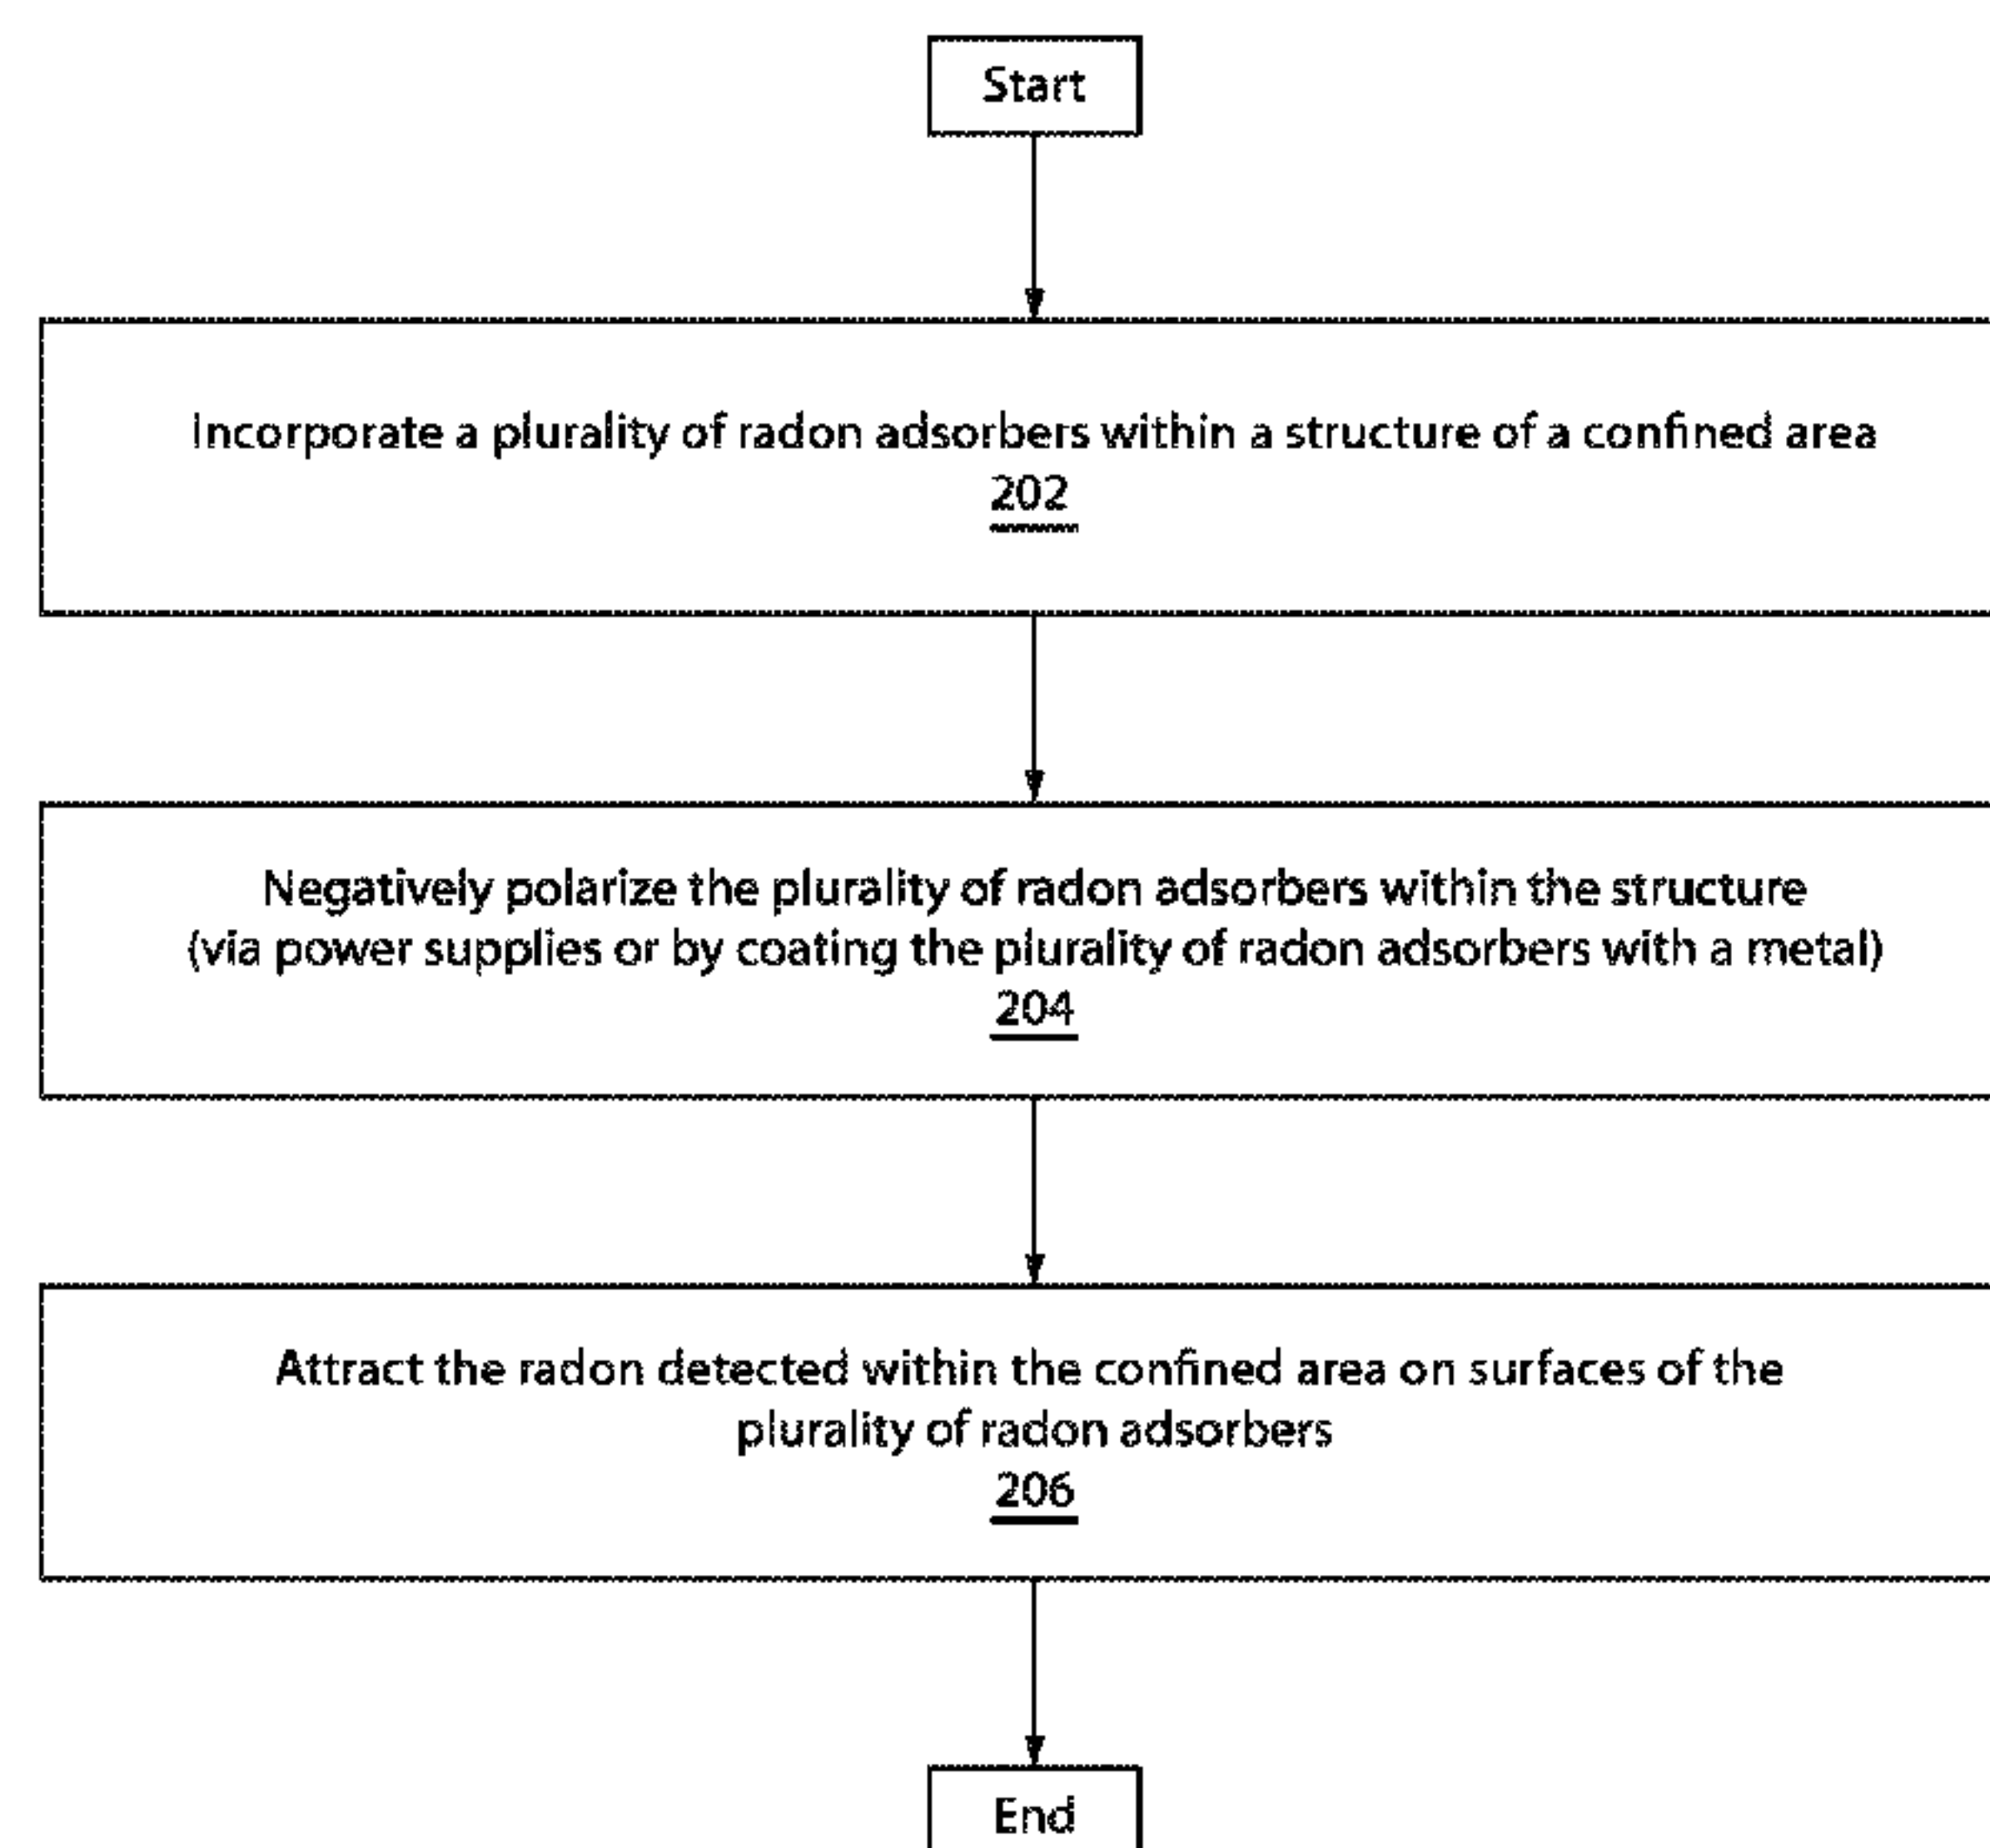 Start
Incorporate a plurality of radon adsorbers within a structure of a confined area
202
Negatively polarize the plurality of radon adsorbers within the structure
(via power supplies or by coating the plurality of radon adsorbers with a metal)
204
Attract the radon detected within the confined area on surfaces of the
plurality of radon adsorbers
206
End